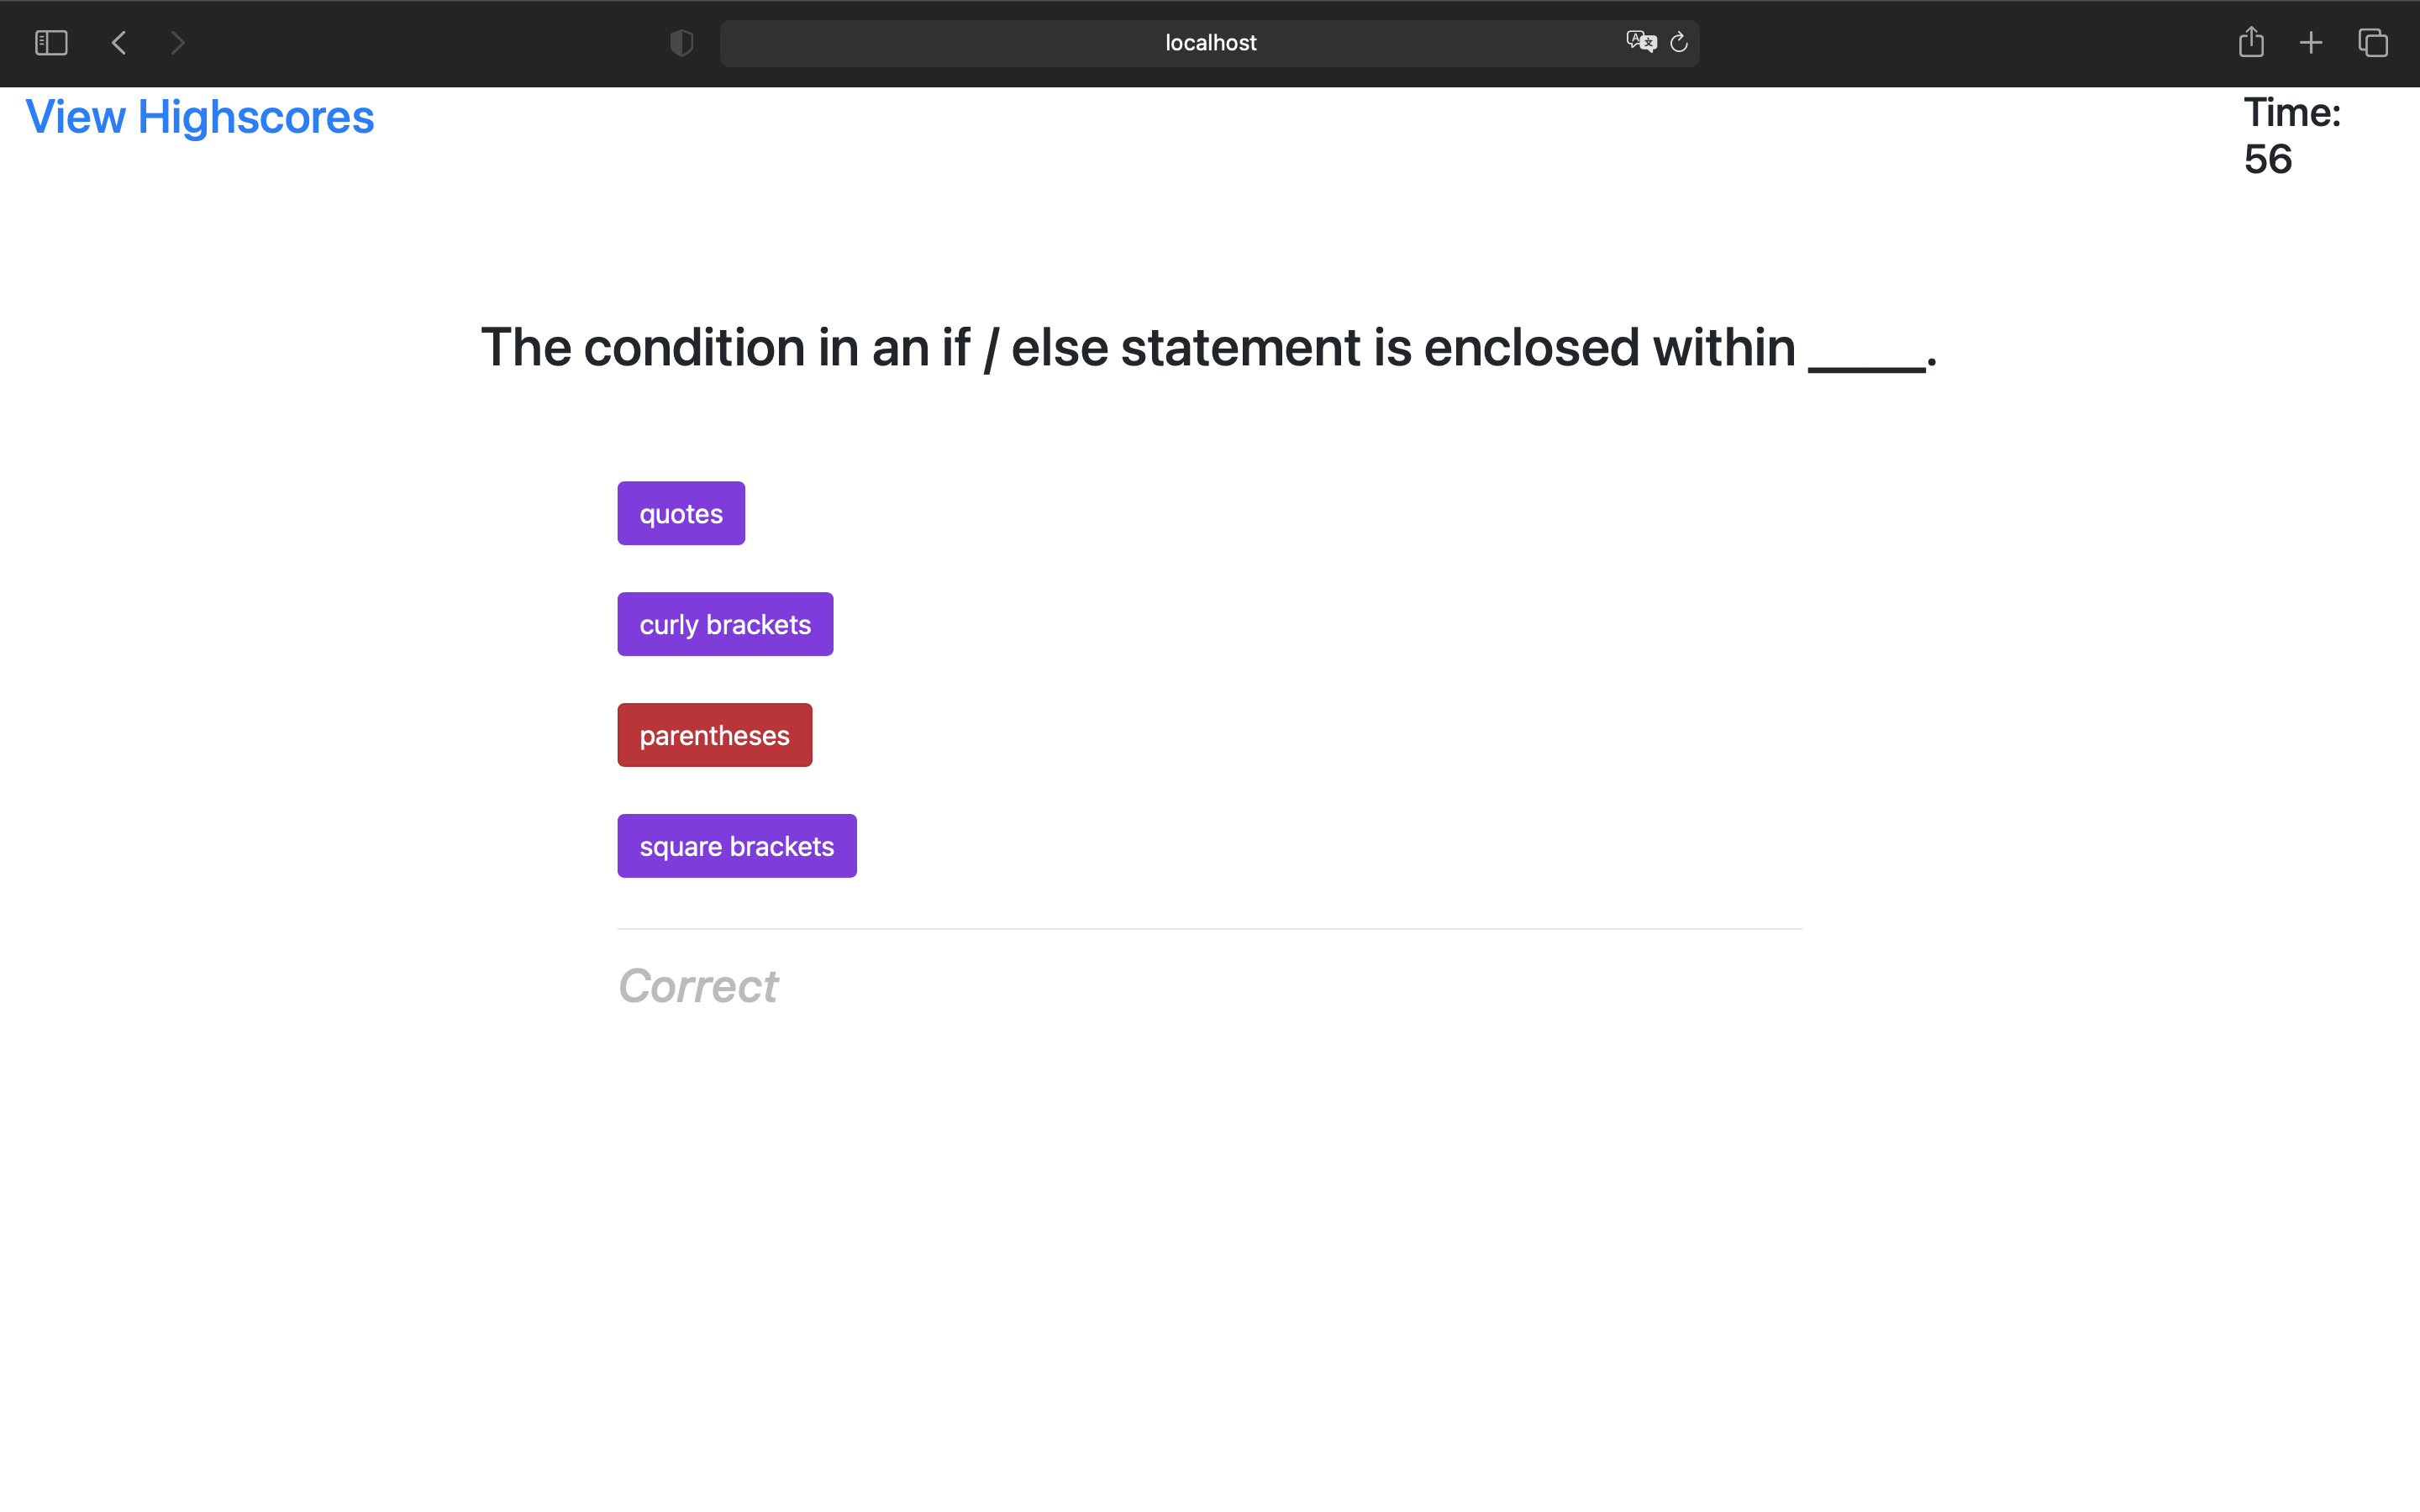 localhost
View Highscores
Time:
56
The condition in an if / else statement is enclosed within _____.
quotes
curly brackets
parentheses
square brackets
Correct